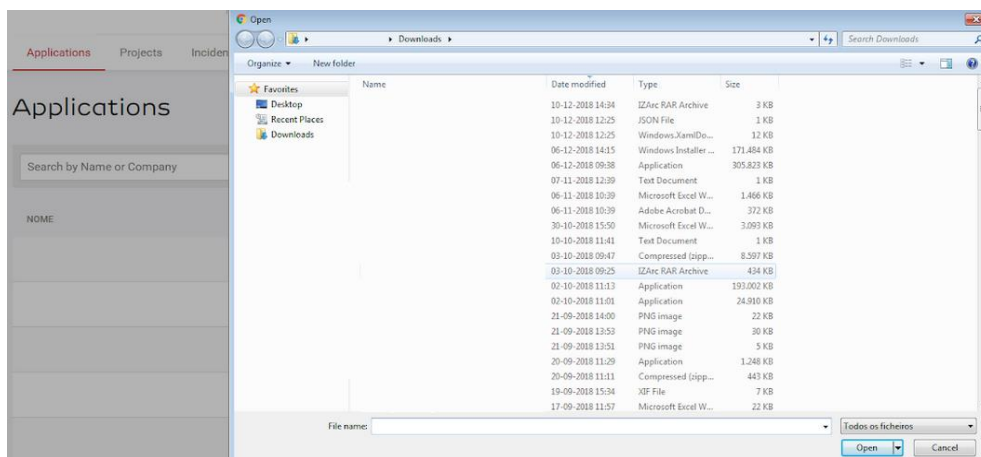 Open
Downloads
Search Downloads
Organize New folder
Applications Projects Inciden
Applications
Search by Name or Company
NOME
Favorites
Desktop
Recent Places
Downloads
Name Date modified Type Size
10-12-2018 14:34 IZArc RAR Archive 3 KB
10-12-2018 12:25 JSON File 1 KB
10-12-2018 12:25 Windows.XamlDo... 12 KB
06-12-2018 14:15 Windows Installer ... 171.484 KB
06-12-2018 09:38 Application 305.823 KB
07-11-2018 12:39 Text Document 1 KB
06-11-2018 10:39 Microsoft Excel W... 1.466 KB
06-11-2018 10:39 Adobe Acrobat D... 372 KB
30-10-2018 15:50 Microsoft Excel W... 3.093 KB
10-10-2018 11:41 Text Document 1 KB
03-10-2018 09:47 Compressed (zipp... 8.597 KB
03-10-2018 09:25 IZArc RAR Archive 434 KB
02-10-2018 11:13 Application 193.002 KB
02-10-2018 11:01 Application 24.910 KB
21-09-2018 14:00 PNG image 22 KB
21-09-2018 13:53 PNG image 30 KB
21-09-2018 13:51 PNG image 5 KB
20-09-2018 11:29 Application 1.248 KB
20-09-2018 11:11 Compressed (zipp... 443 KB
19-09-2018 15:34 XIF File 7 KB
17-09-2018 11:57 Microsoft Excel W... 22 KB
File name: Todos os ficheiros
Open Cancel